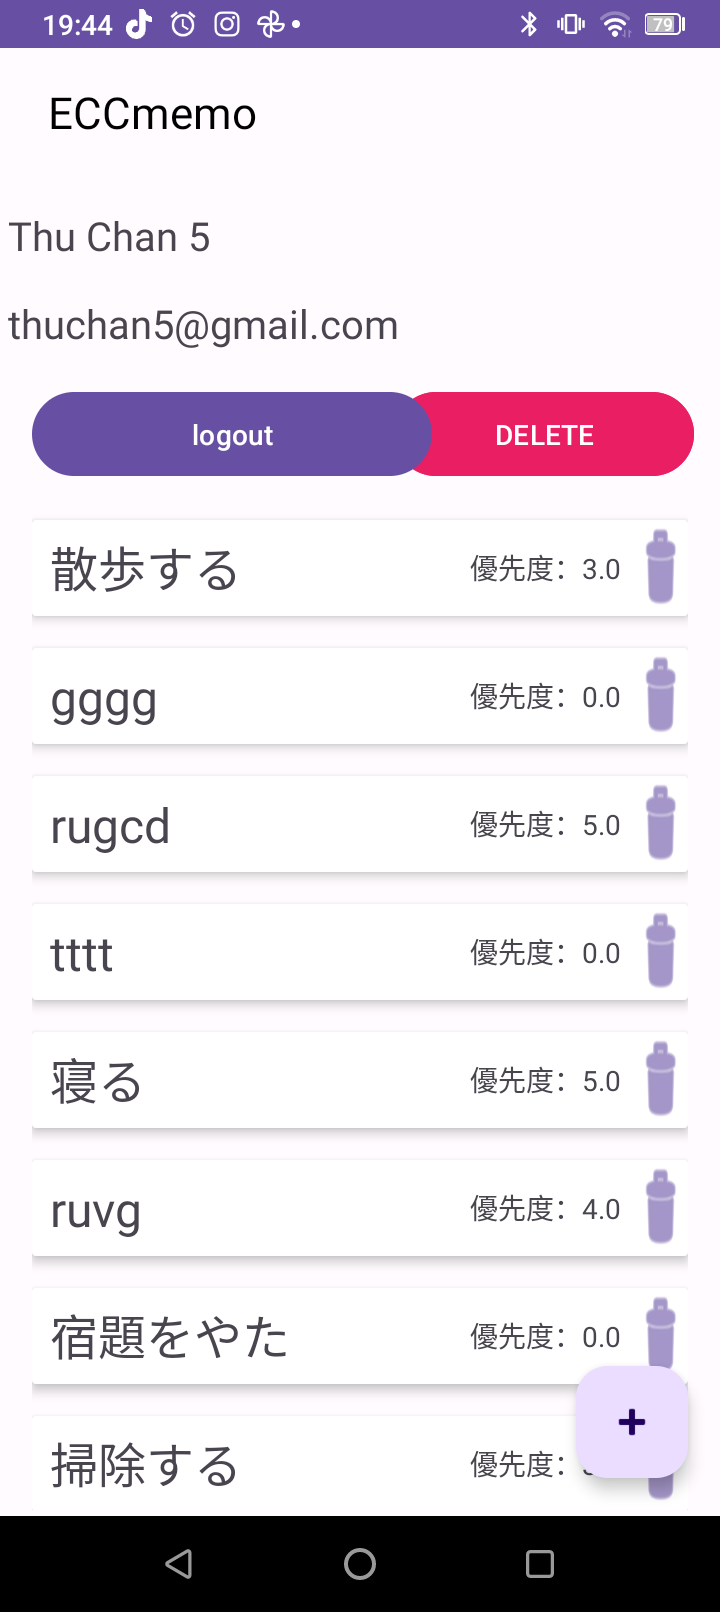 19:44
79
ECCmemo
Thu Chan 5
thuchan5@gmail.com
logout
DELETE
散歩する 優先度：3.0
gggg 優先度：0.0
rugcd 優先度：5.0
tttt 優先度：0.0
寝る 優先度：5.0
ruvg 優先度：4.0
宿題をやた 優先度：0.0
掃除する 優先度：